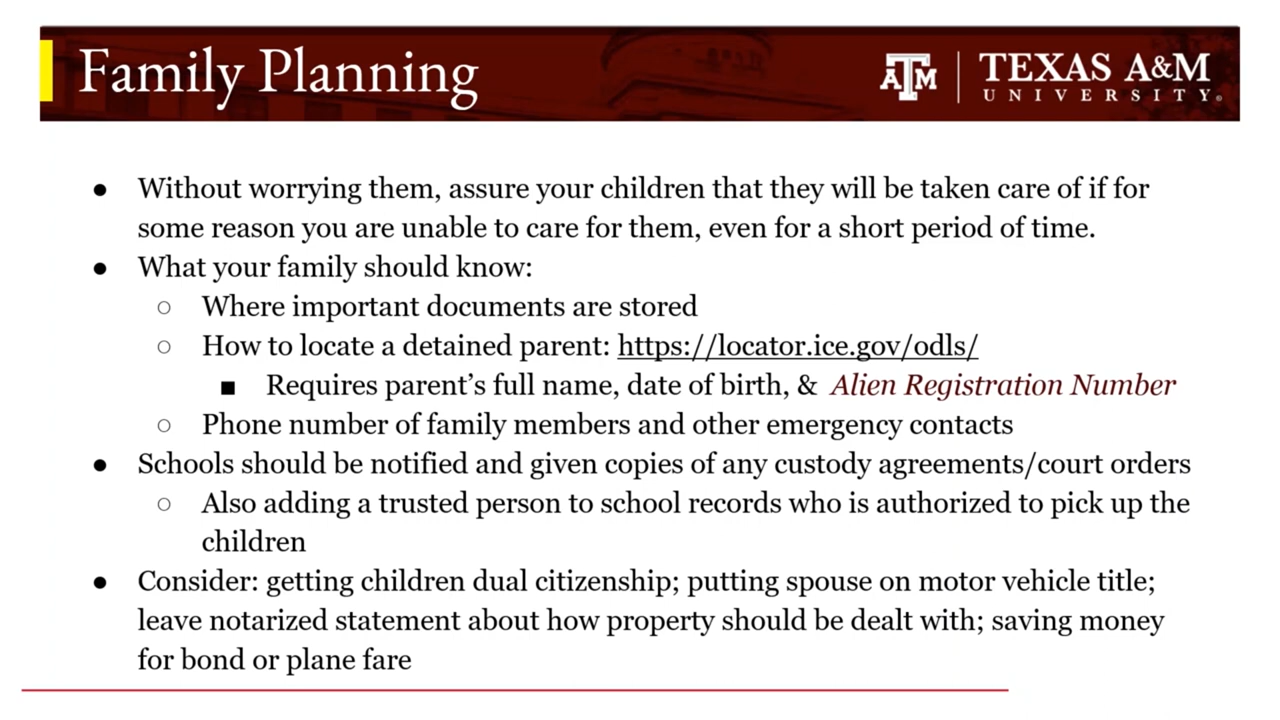 Family Planning
ATM
TEXAS A&M
UNIVERSITY®
● Without worrying them, assure your children that they will be taken care of if for
some reason you are unable to care for them, even for a short period of time.
● What your family should know:
○ Where important documents are stored
○ How to locate a detained parent: https://locator.ice.gov/odls/
■ Requires parent’s full name, date of birth, & Alien Registration Number
○ Phone number of family members and other emergency contacts
● Schools should be notified and given copies of any custody agreements/court orders
○ Also adding a trusted person to school records who is authorized to pick up the
children
● Consider: getting children dual citizenship; putting spouse on motor vehicle title;
leave notarized statement about how property should be dealt with; saving money
for bond or plane fare